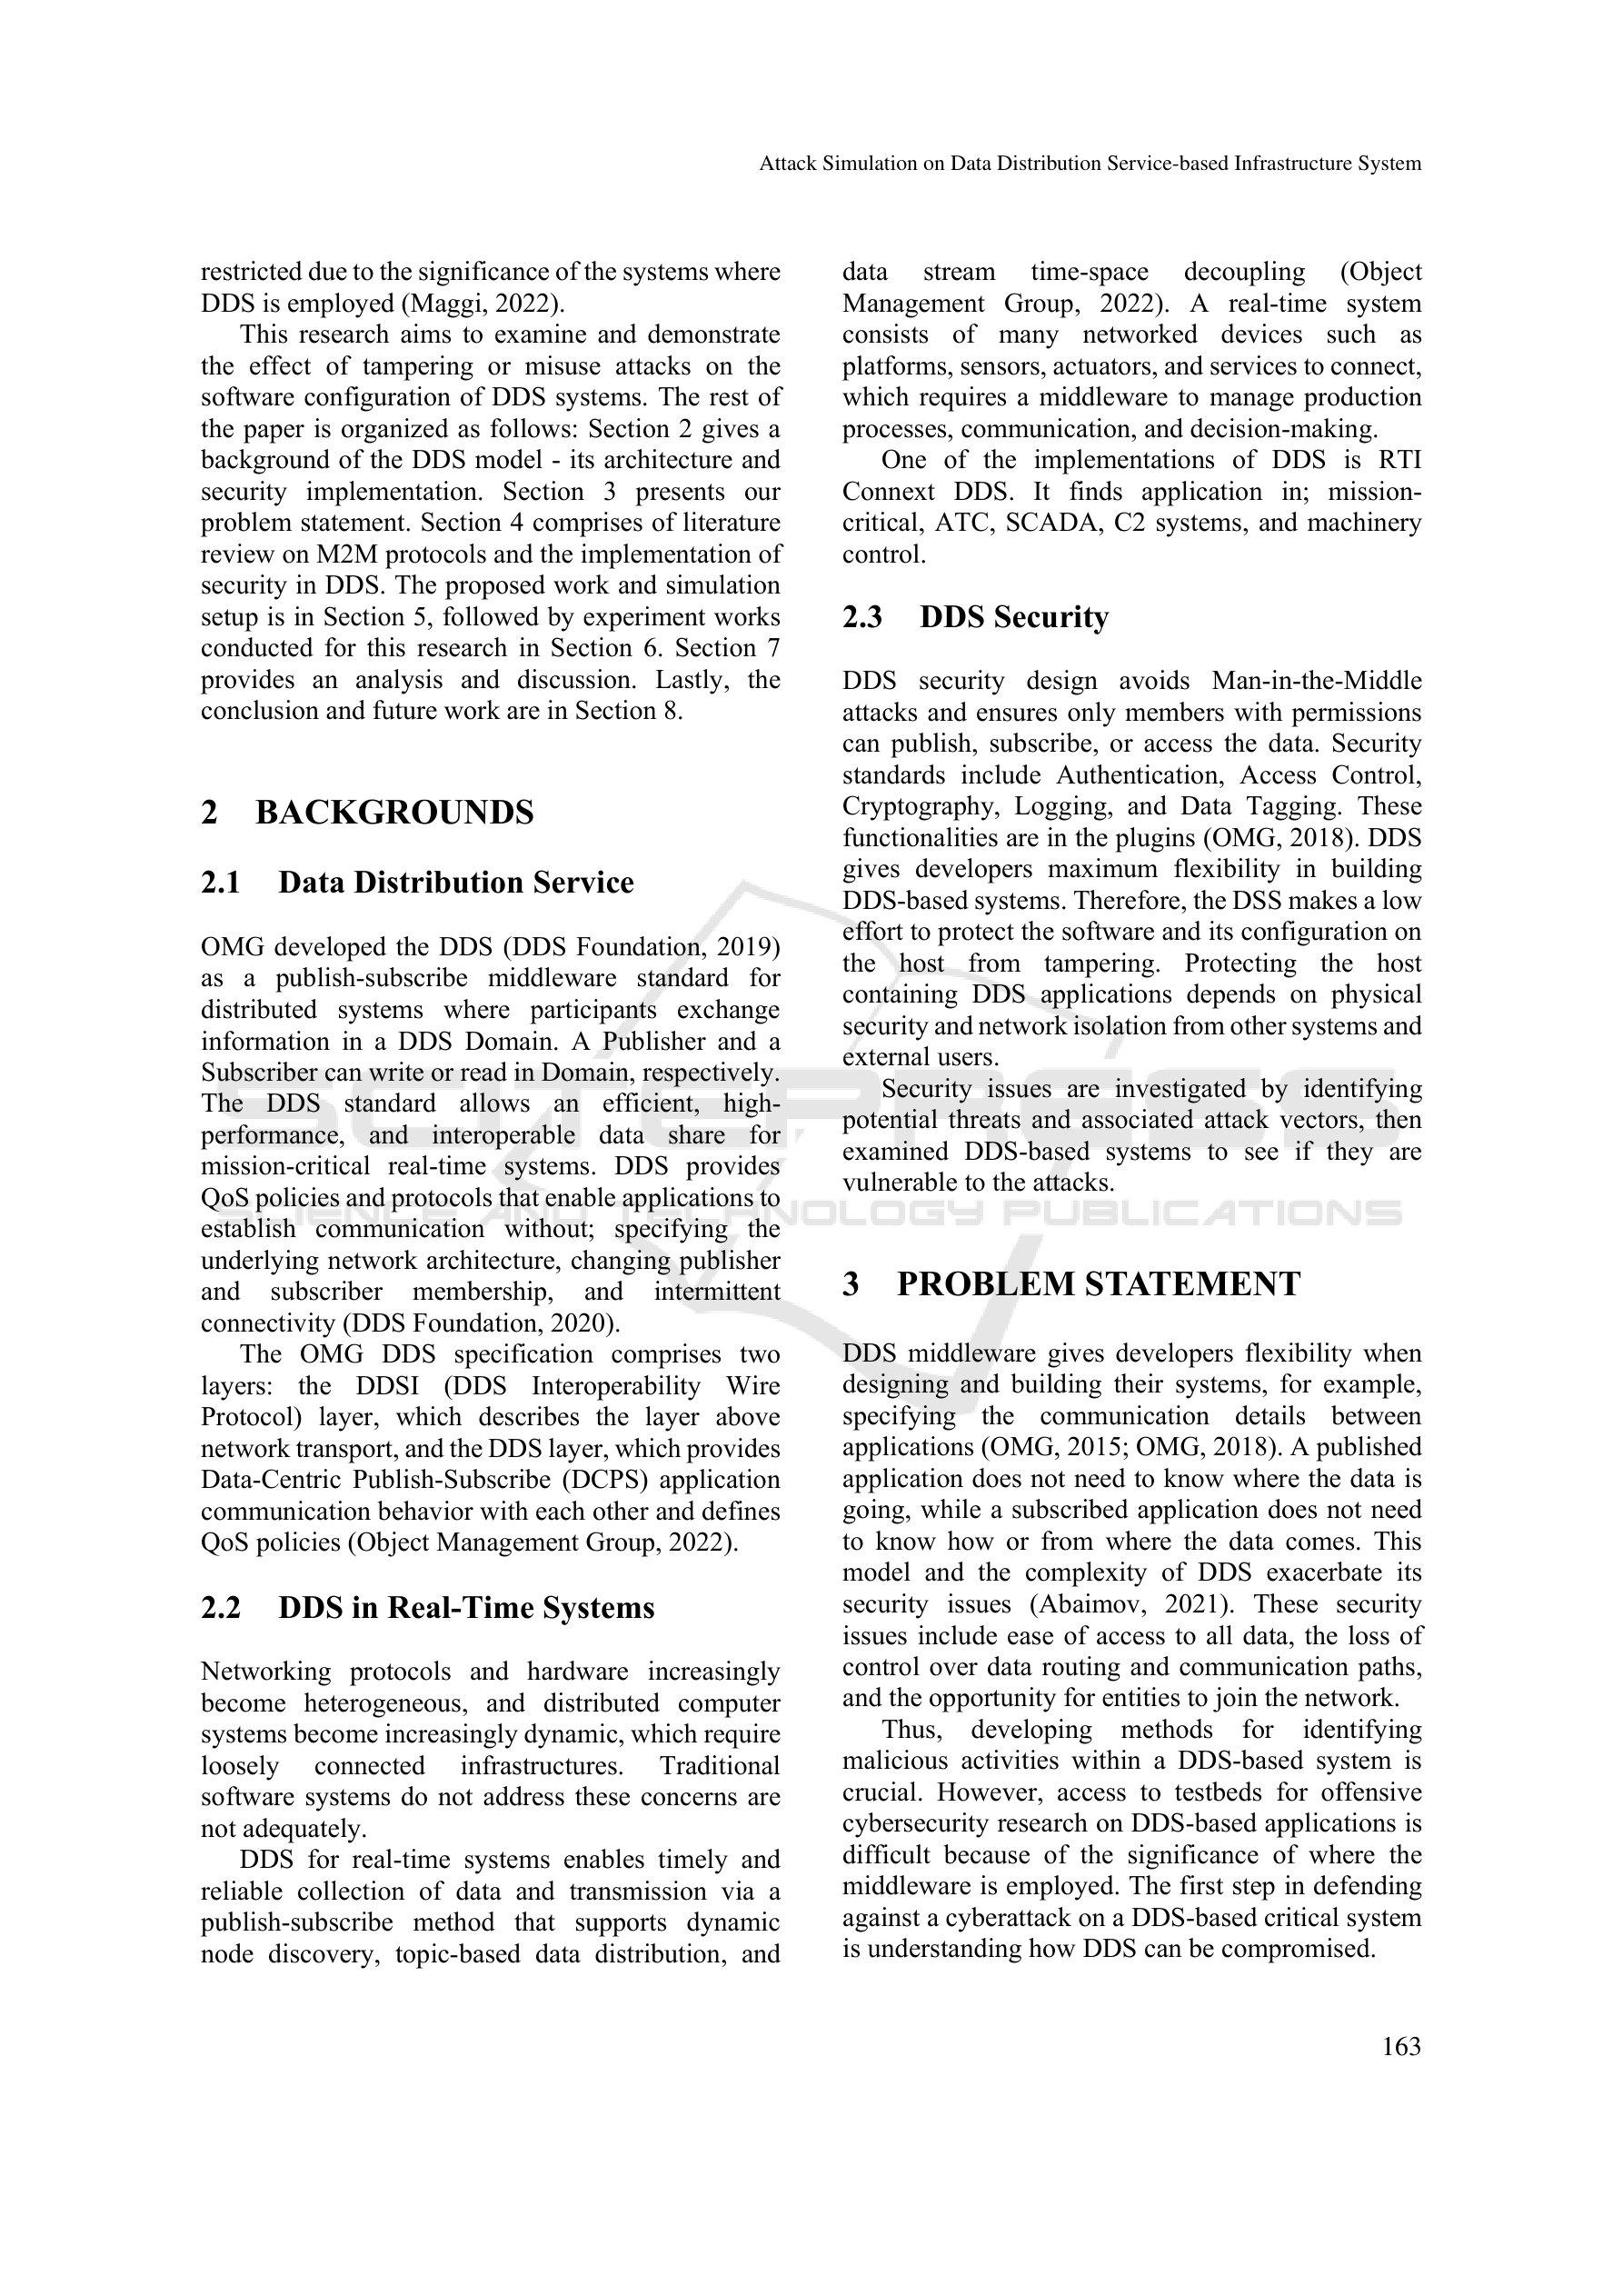 Attack Simulation on Data Distribution Service-based Infrastructure System
restricted due to the significance of the systems where
DDS is employed (Maggi, 2022).
This research aims to examine and demonstrate
the effect of tampering or misuse attacks on the
software configuration of DDS systems. The rest of
the paper is organized as follows: Section 2 gives a
background of the DDS model - its architecture and
security implementation. Section 3 presents our
problem statement. Section 4 comprises of literature
review on M2M protocols and the implementation of
security in DDS. The proposed work and simulation
setup is in Section 5, followed by experiment works
conducted for this research in Section 6. Section 7
provides an analysis and discussion. Lastly, the
conclusion and future work are in Section 8.
2 BACKGROUNDS
2.1 Data Distribution Service
OMG developed the DDS (DDS Foundation, 2019)
as a publish-subscribe middleware standard for
distributed systems where participants exchange
information in a DDS Domain. A Publisher and a
Subscriber can write or read in Domain, respectively.
The DDS standard allows an efficient, high-
performance, and interoperable data share for
mission-critical real-time systems. DDS provides
QoS policies and protocols that enable applications to
establish communication without; specifying the
underlying network architecture, changing publisher
and subscriber membership, and intermittent
connectivity (DDS Foundation, 2020).
The OMG DDS specification comprises two
layers: the DDSI (DDS Interoperability Wire
Protocol) layer, which describes the layer above
network transport, and the DDS layer, which provides
Data-Centric Publish-Subscribe (DCPS) application
communication behavior with each other and defines
QoS policies (Object Management Group, 2022).
2.2 DDS in Real-Time Systems
Networking protocols and hardware increasingly
become heterogeneous, and distributed computer
systems become increasingly dynamic, which require
loosely connected infrastructures. Traditional
software systems do not address these concerns are
not adequately.
DDS for real-time systems enables timely and
reliable collection of data and transmission via a
publish-subscribe method that supports dynamic
node discovery, topic-based data distribution, and
data stream time-space decoupling (Object
Management Group, 2022). A real-time system
consists of many networked devices such as
platforms, sensors, actuators, and services to connect,
which requires a middleware to manage production
processes, communication, and decision-making.
One of the implementations of DDS is RTI
Connext DDS. It finds application in; mission-
critical, ATC, SCADA, C2 systems, and machinery
control.
2.3 DDS Security
DDS security design avoids Man-in-the-Middle
attacks and ensures only members with permissions
can publish, subscribe, or access the data. Security
standards include Authentication, Access Control,
Cryptography, Logging, and Data Tagging. These
functionalities are in the plugins (OMG, 2018). DDS
gives developers maximum flexibility in building
DDS-based systems. Therefore, the DSS makes a low
effort to protect the software and its configuration on
the host from tampering. Protecting the host
containing DDS applications depends on physical
security and network isolation from other systems and
external users.
Security issues are investigated by identifying
potential threats and associated attack vectors, then
examined DDS-based systems to see if they are
vulnerable to the attacks.
SCITEPRESS
SCIENCE AND TECHNOLOGY PUBLICATIONS
3 PROBLEM STATEMENT
DDS middleware gives developers flexibility when
designing and building their systems, for example,
specifying the communication details between
applications (OMG, 2015; OMG, 2018). A published
application does not need to know where the data is
going, while a subscribed application does not need
to know how or from where the data comes. This
model and the complexity of DDS exacerbate its
security issues (Abaimov, 2021). These security
issues include ease of access to all data, the loss of
control over data routing and communication paths,
and the opportunity for entities to join the network.
Thus, developing methods for identifying
malicious activities within a DDS-based system is
crucial. However, access to testbeds for offensive
cybersecurity research on DDS-based applications is
difficult because of the significance of where the
middleware is employed. The first step in defending
against a cyberattack on a DDS-based critical system
is understanding how DDS can be compromised.
163